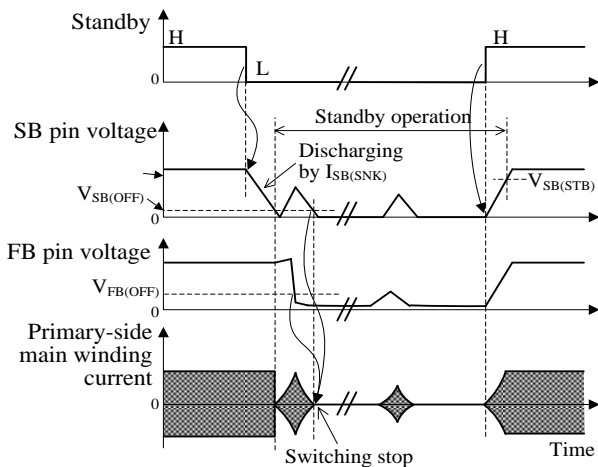 Standby
H
H
L
0
Standby operation
SB pin voltage
Discharging
by I_SB(SNK)
V_SB(OFF)
V_SB(STB)
0
FB pin voltage
V_FB(OFF)
0
Primary-side
main winding
current
0
Time
Switching stop